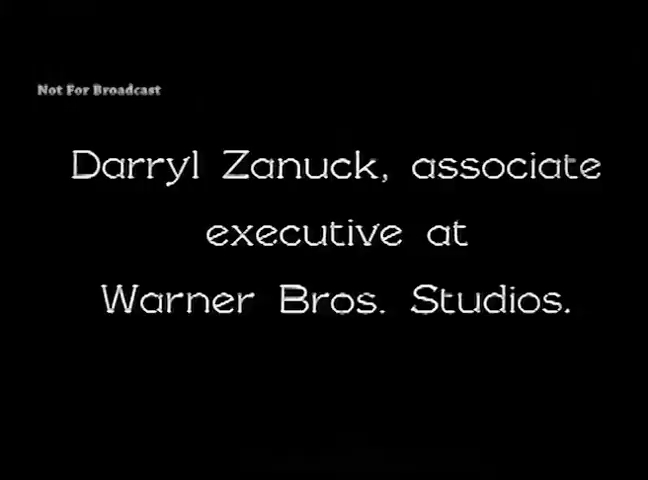 Not For Broadcast
Darryl Zanuck, associate
executive at
Warner Bros. Studios.